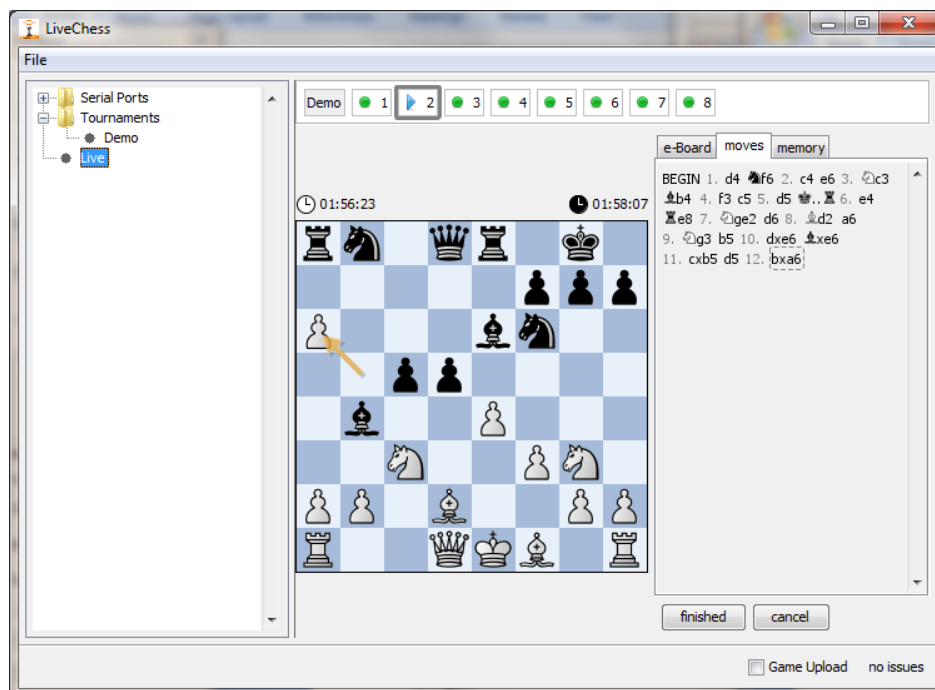 LiveChess
File
Serial Ports
Tournaments
Demo
Live
Demo 1 2 3 4 5 6 7 8
e-Board moves memory
01:56:23 01:58:07
BEGIN 1. d4 ♞f6 2. c4 e6 3. ♘c3
♝b4 4. f3 c5 5. d5 ♚..♜ 6. e4
♜e8 7. ♘ge2 d6 8. ♗d2 a6
9. ♘g3 b5 10. dxe6 ♝xe6
11. cxb5 d5 12. bxa6
finished cancel
Game Upload no issues